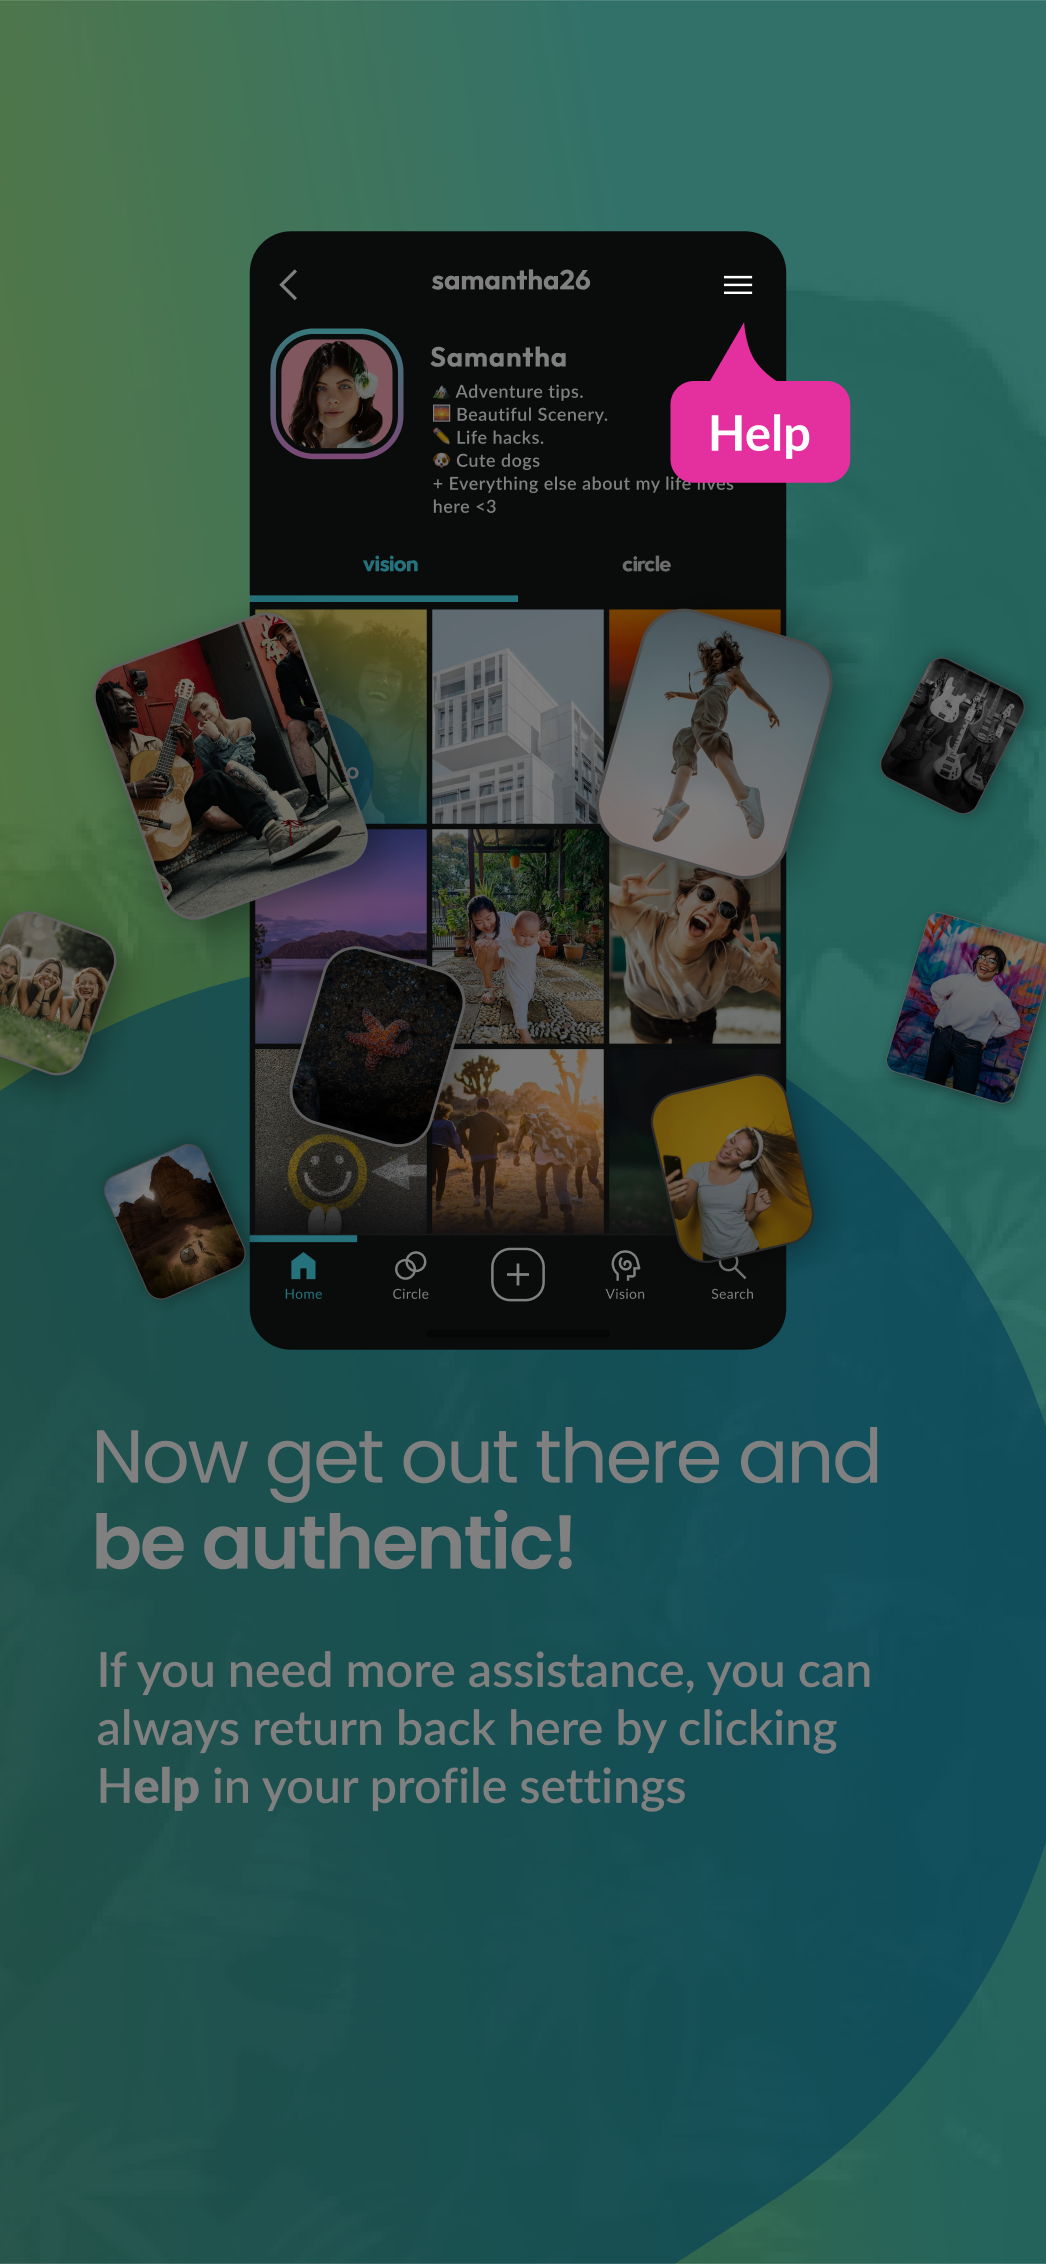 samantha26
Samantha
Adventure tips.
Beautiful Scenery.
Life hacks.
Cute dogs
+ Everything else about my life lives
here <3
Help
vision
circle
Home
Circle
Vision
Search
Now get out there and
be authentic!
If you need more assistance, you can
always return back here by clicking
Help in your profile settings